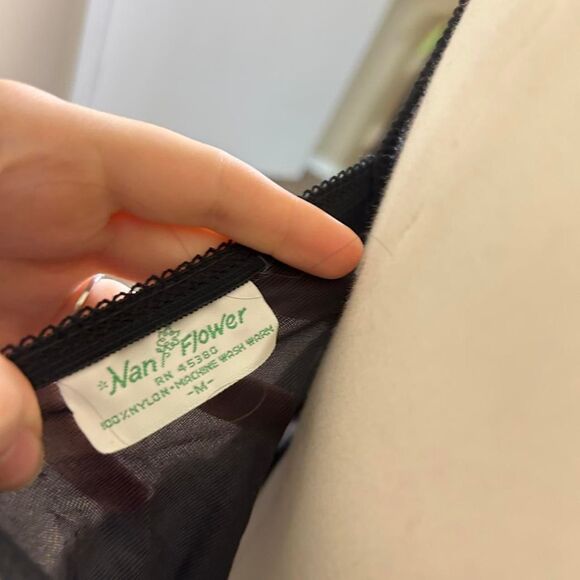 *Nan Flower
RN 45380
100% NYLON-MACHINE WASH WARM
-M-